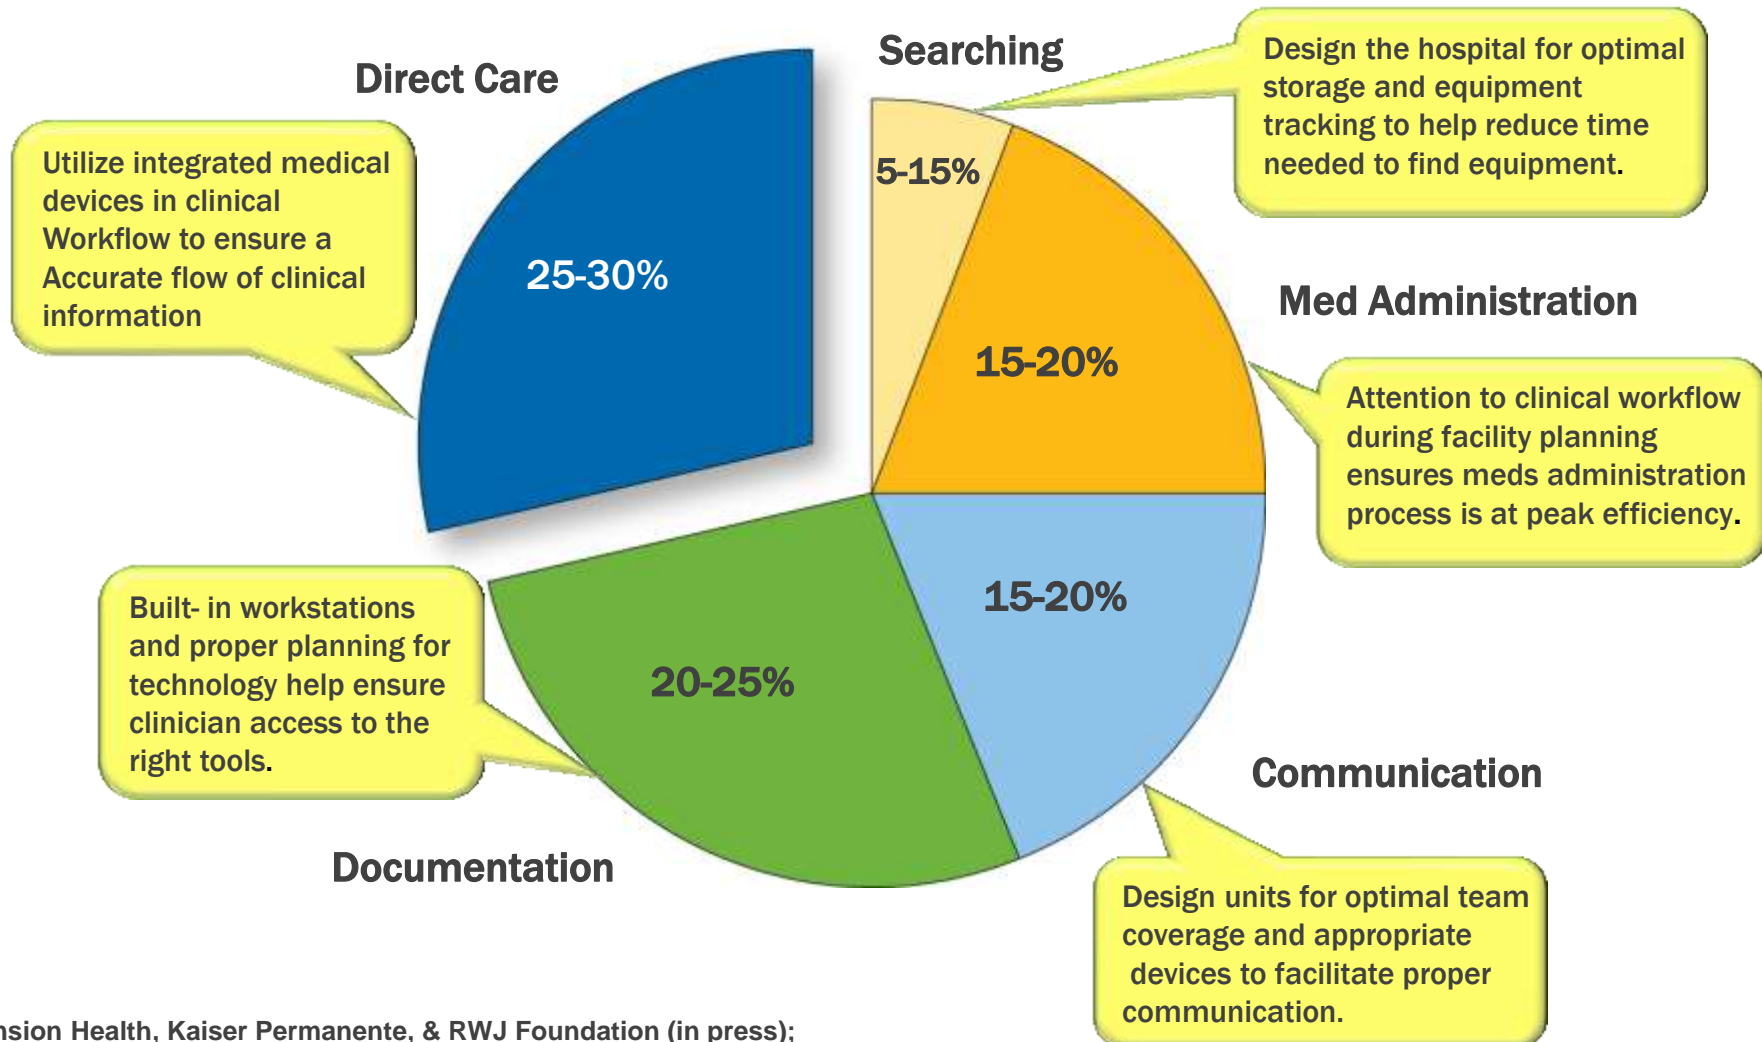 Searching
Design the hospital for optimal
storage and equipment
tracking to help reduce time
needed to find equipment.
5-15%
Direct Care
Utilize integrated medical
devices in clinical
Workflow to ensure a
Accurate flow of clinical
information
25-30%
Med Administration
15-20%
Attention to clinical workflow
during facility planning
ensures meds administration
process is at peak efficiency.
15-20%
Communication
Design units for optimal team
coverage and appropriate
devices to facilitate proper
communication.
Built- in workstations
and proper planning for
technology help ensure
clinician access to the
right tools.
20-25%
Documentation
Health, Kaiser Permanente, & RWJ Foundation (in press);